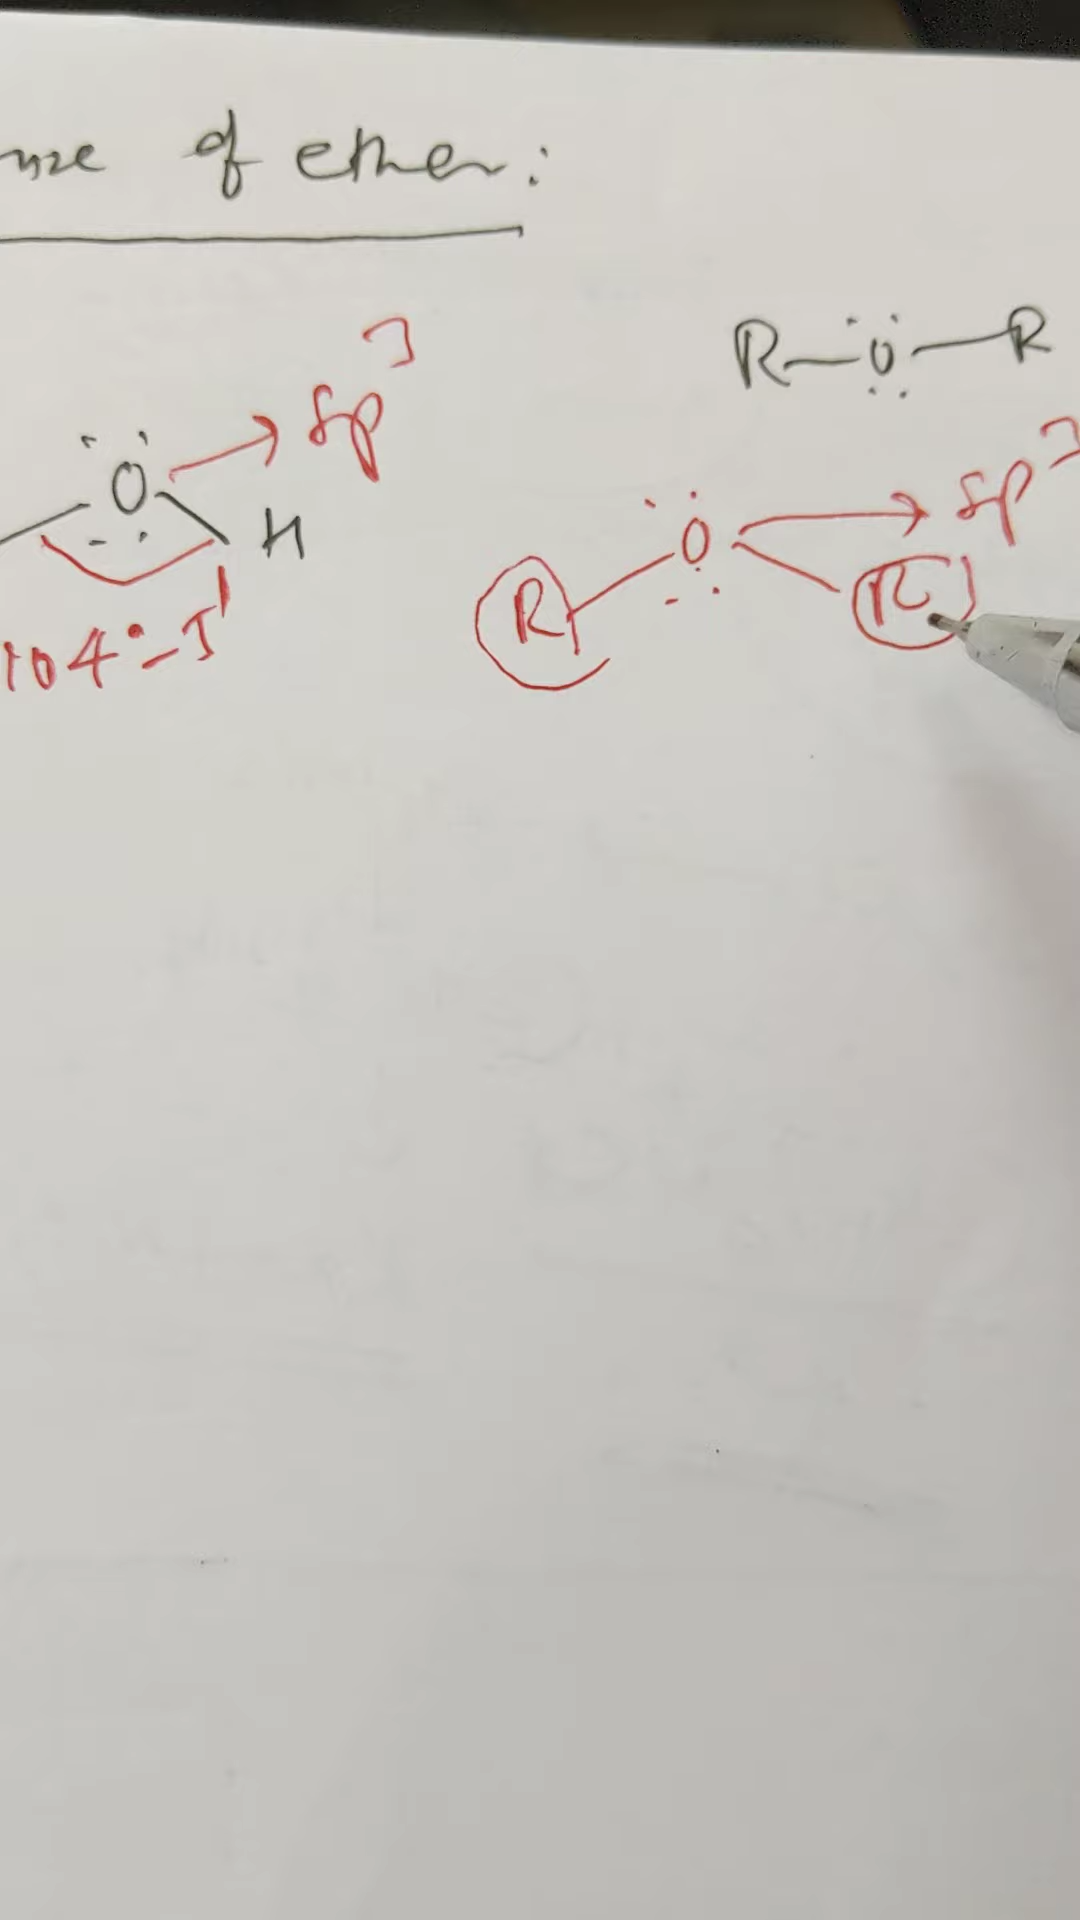 of ether:
R—O—R
O → sp³
H
104°-5'
R O → sp³
R